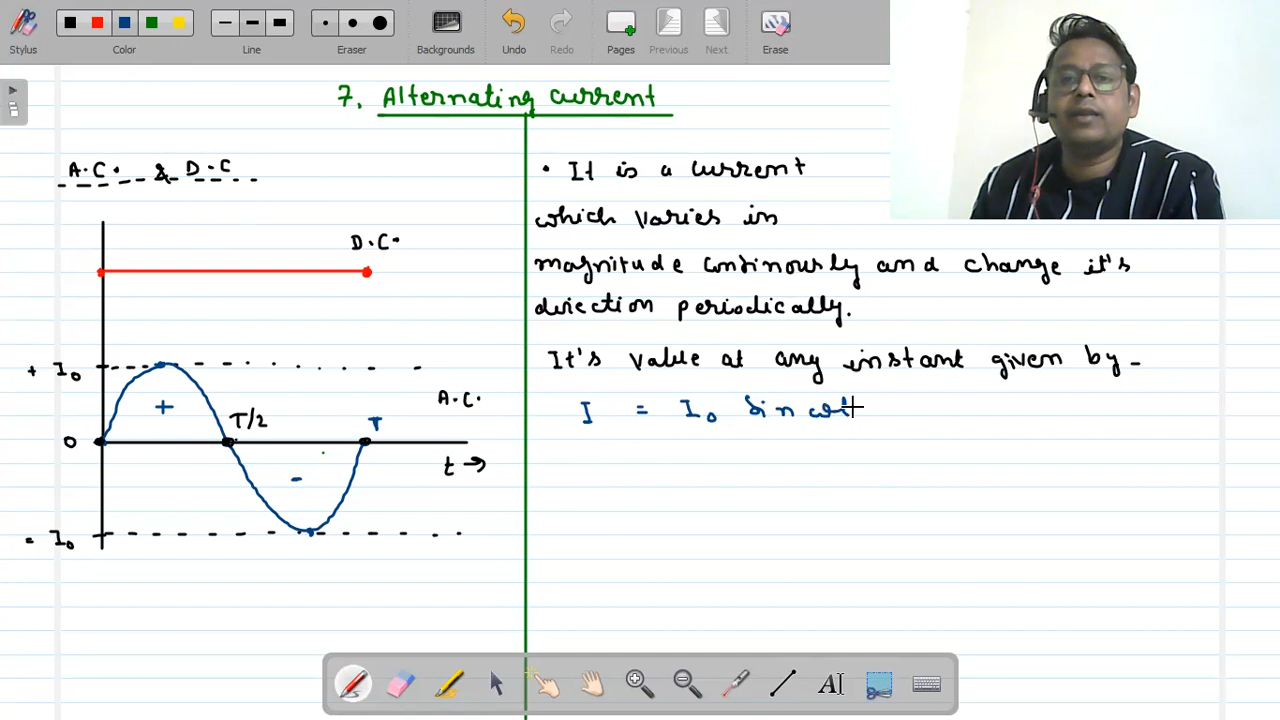 Stylus Color Line Eraser Backgrounds Undo Redo Pages Previous Next Erase
7. Alternating current
A.C. & D.C
D.C.
+ I₀
T/2
T
A.C.
+
0
t →
-
= I₀
• It is a current
which varies in
magnitude continously and change it's
direction periodically.
It's value at any instant given by -
I = I₀ Sin ωt
AI